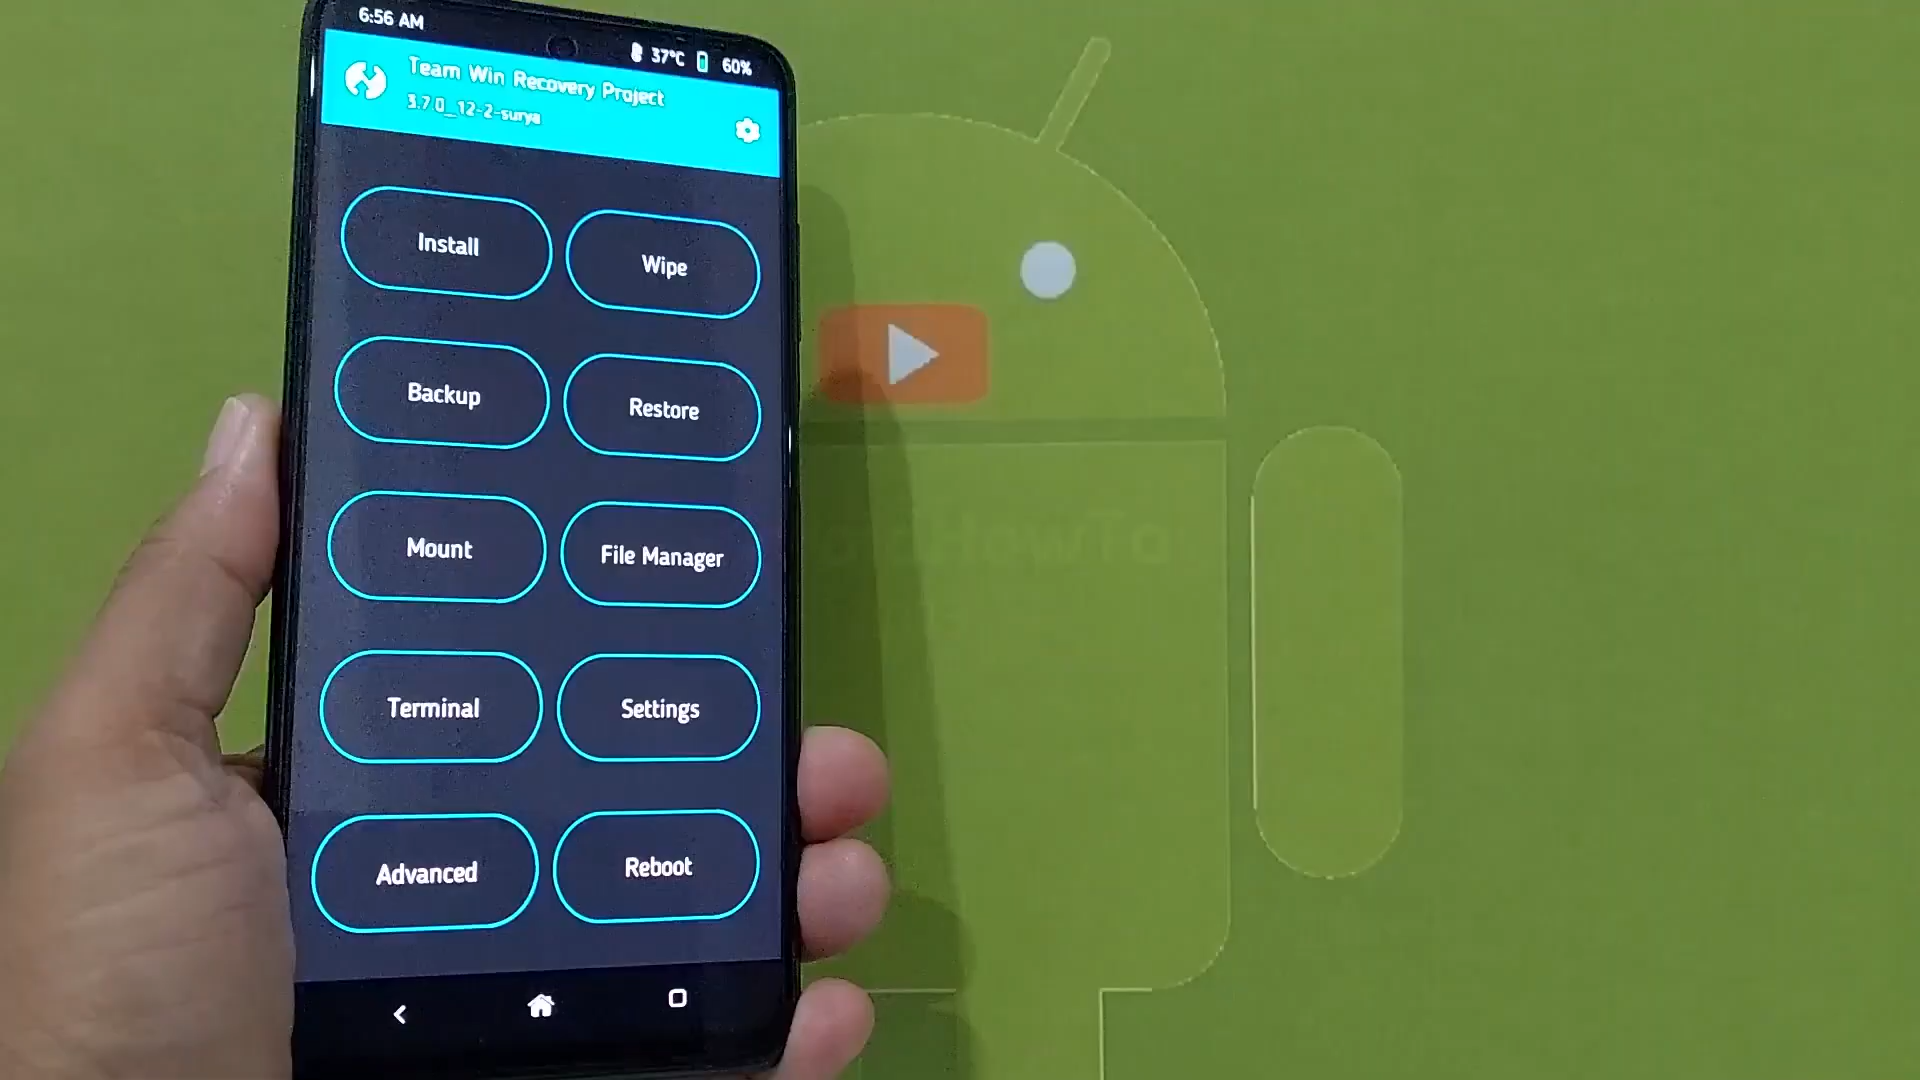 6:56 AM
37°C 60%
Team Win Recovery Project
3.7.0_12-2-surya
Install
Wipe
Backup
Restore
Mount
File Manager
Terminal
Settings
Advanced
Reboot